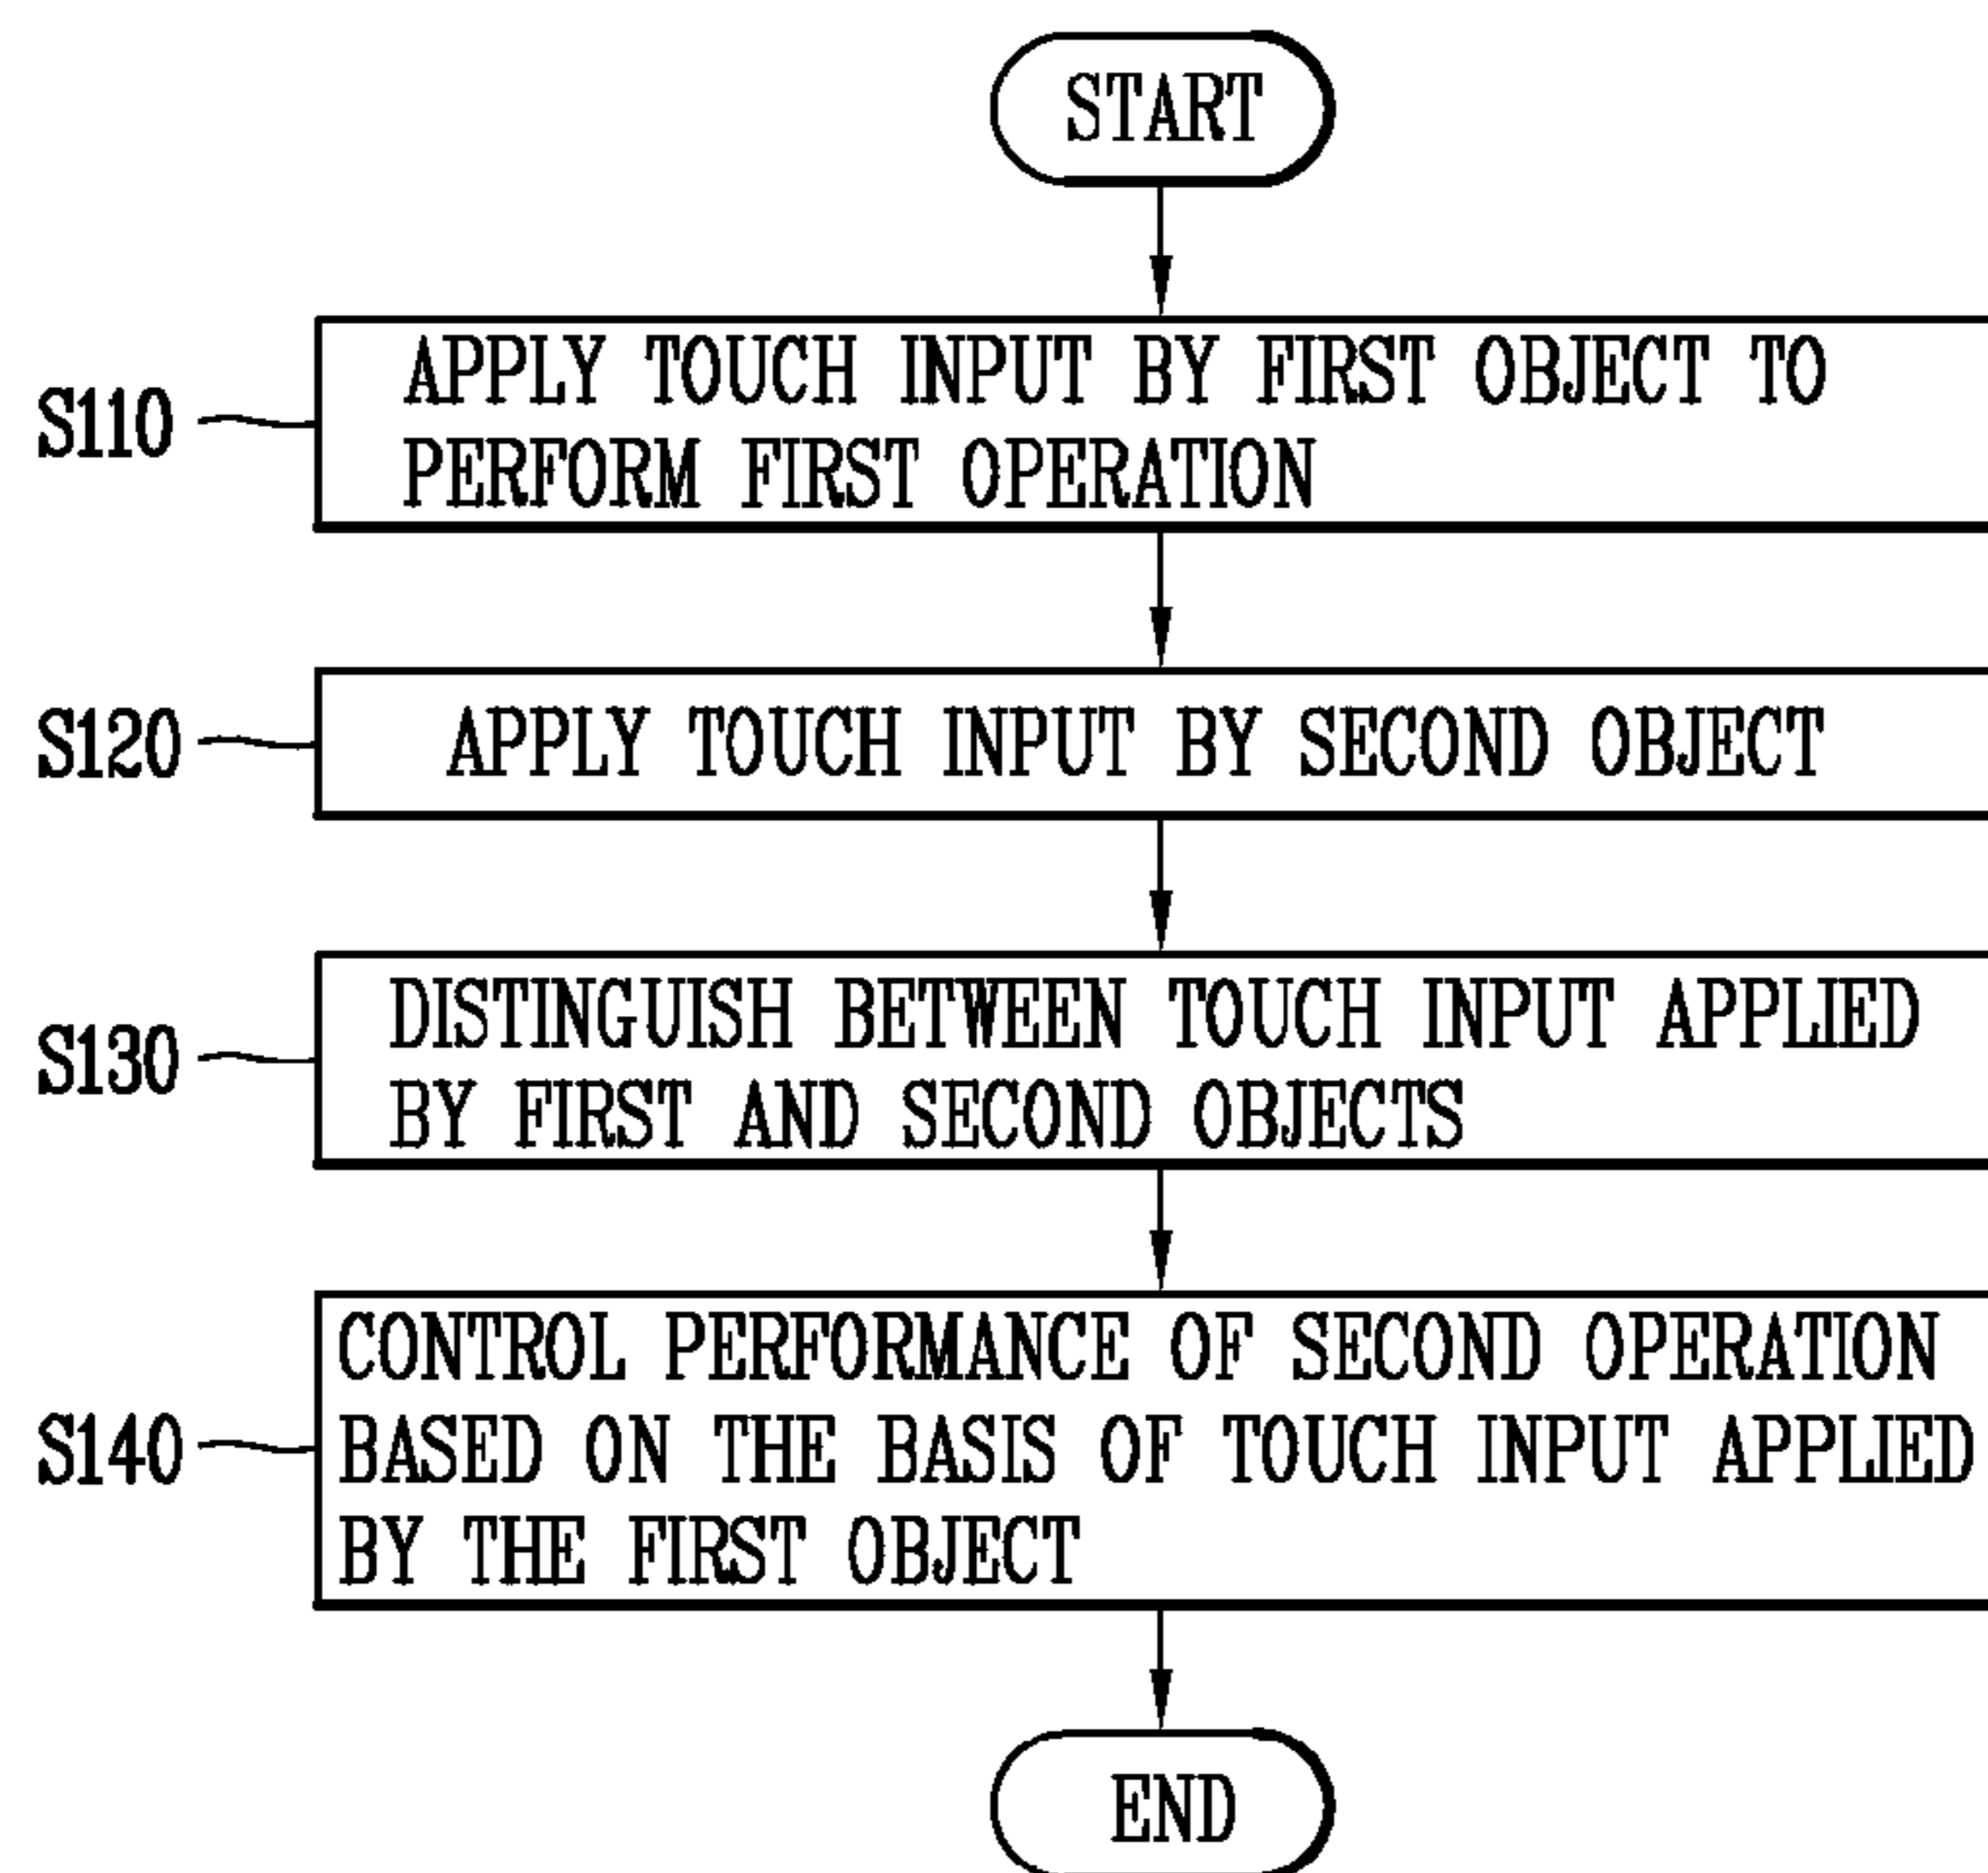 START
APPLY TOUCH INPUT BY FIRST OBJECT TO
PERFORM FIRST OPERATION
S110
APPLY TOUCH INPUT BY SECOND OBJECT
S120
DISTINGUISH BETWEEN TOUCH INPUT APPLIED
BY FIRST AND SECOND OBJECTS
S130
CONTROL PERFORMANCE OF SECOND OPERATION
BASED ON THE BASIS OF TOUCH INPUT APPLIED
BY THE FIRST OBJECT
S140
END